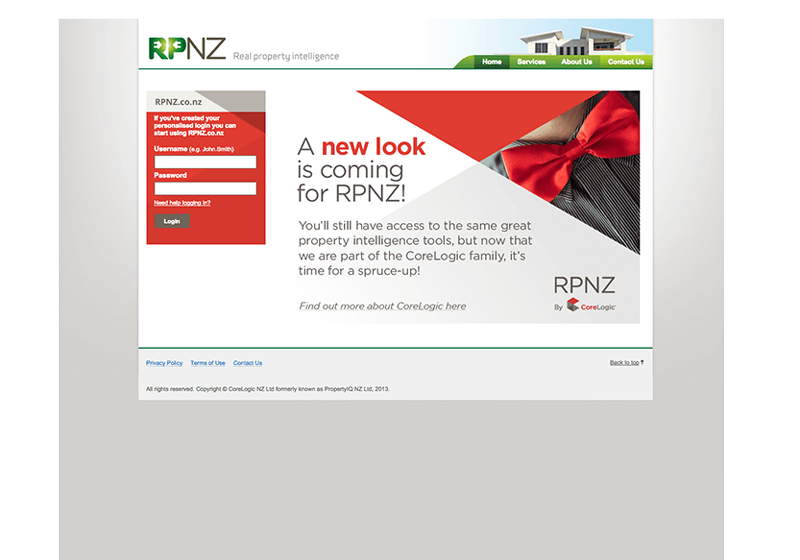 RPNZ Real property intelligence
Home Services About Us Contact Us
RPNZ.co.nz
If you've created your
personalised login you can
start using RPNZ.co.nz
Username (e.g. John.Smith)
Password
Need help logging in?
Login
A new look
is coming
for RPNZ!
You'll still have access to the same great
property intelligence tools, but now that
we are part of the CoreLogic family, it's
time for a spruce-up!
Find out more about CoreLogic here
RPNZ
By CoreLogic
Privacy Policy Terms of Use Contact Us
Back to top
All rights reserved. Copyright © CoreLogic NZ Ltd formerly known as PropertyIQ NZ Ltd, 2013.